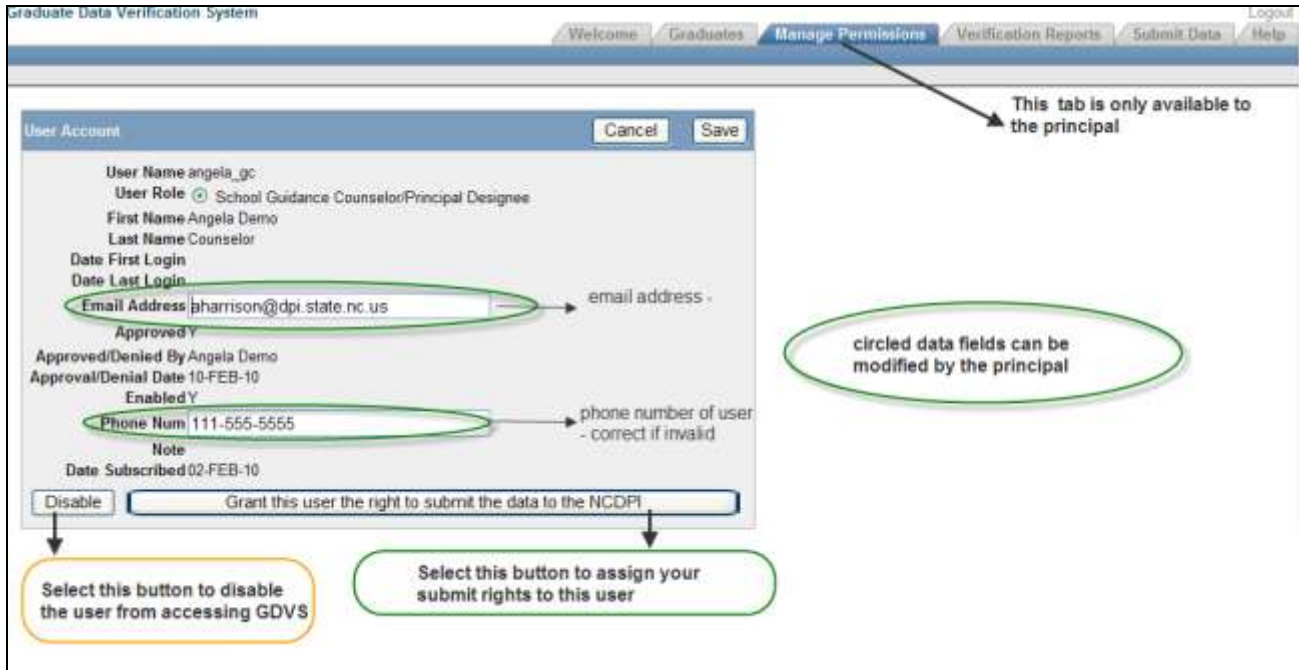 Graduate Data Verification System
Logout
Welcome Graduates Manage Permissions Verification Reports Submit Data Help
This tab is only available to
the principal
User Account Cancel Save
User Name angela_gc
User Role School Guidance Counselor/Principal Designee
First Name Angela Demo
Last Name Counselor
Date First Login
Date Last Login
Email Address aharrison@dpi.state.nc.us
email address -
Approved Y
Approved/Denied By Angela Demo
Approval/Denial Date 10-FEB-10
Enabled Y
Phone Num 111-555-5555
phone number of user
- correct if invalid
Note
Date Subscribed 02-FEB-10
circled data fields can be
modified by the principal
Disable Grant this user the right to submit the data to the NCDPI
Select this button to disable
the user from accessing GDVS
Select this button to assign your
submit rights to this user